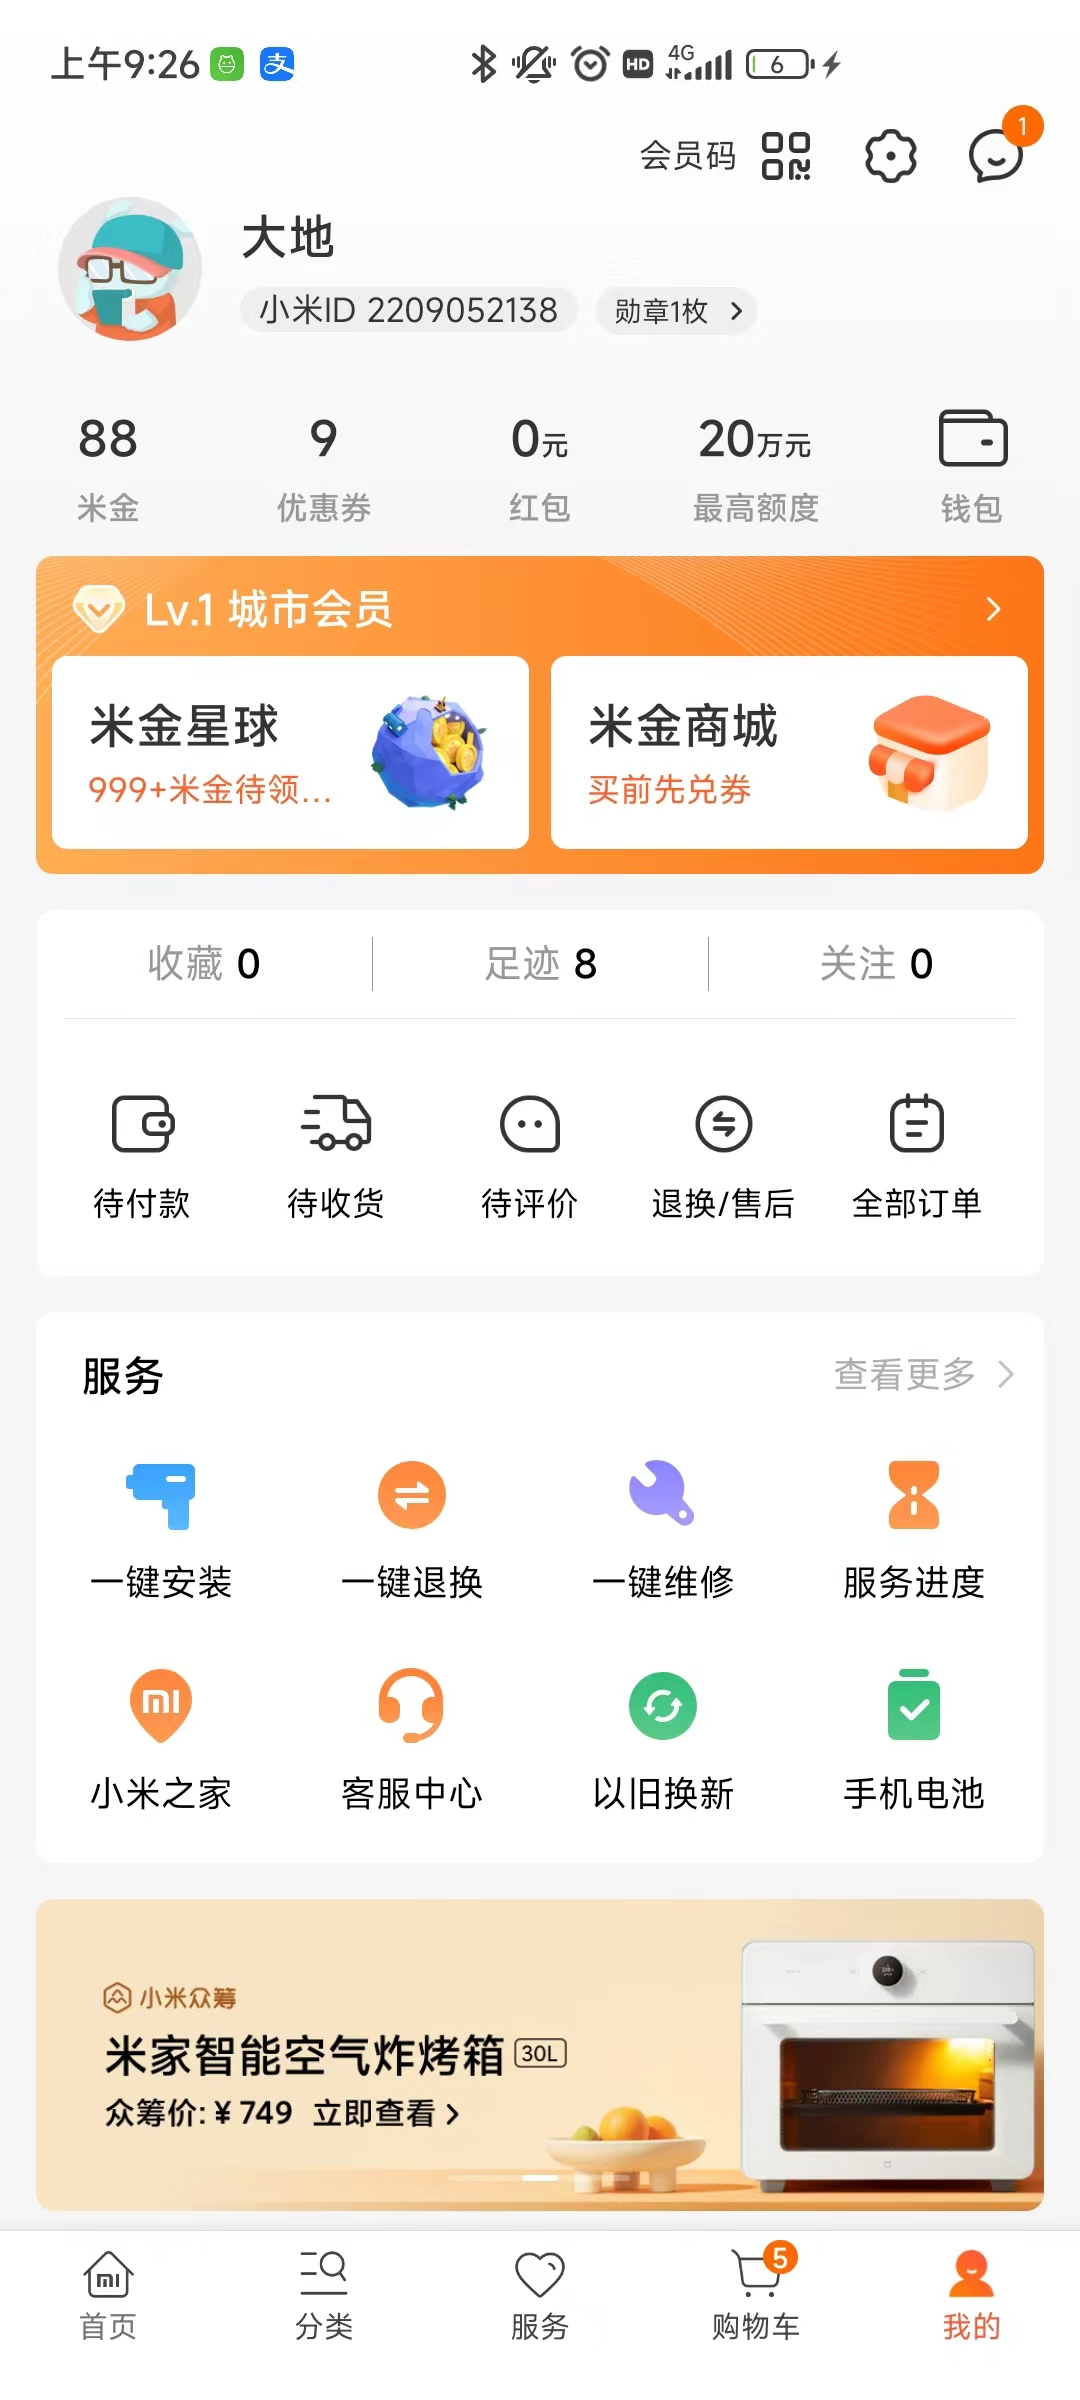 上午9:26
支
HD
4G
6
会员码
1
大地
小米ID 2209052138
勋章1枚
88
9
0元
20万元
米金
优惠券
红包
最高额度
钱包
Lv.1 城市会员
米金星球
999+米金待领...
米金商城
买前先兑券
收藏 0
足迹 8
关注 0
待付款
待收货
待评价
退换/售后
全部订单
服务
查看更多
一键安装
一键退换
一键维修
服务进度
小米之家
客服中心
以旧换新
手机电池
小米众筹
米家智能空气炸烤箱 30L
众筹价: ¥ 749 立即查看
首页
分类
服务
购物车
5
我的